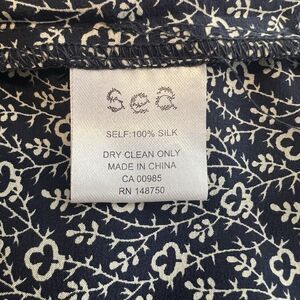 Sea
SELF:100% SILK
DRY CLEAN ONLY
MADE IN CHINA
CA 00985
RN 148750